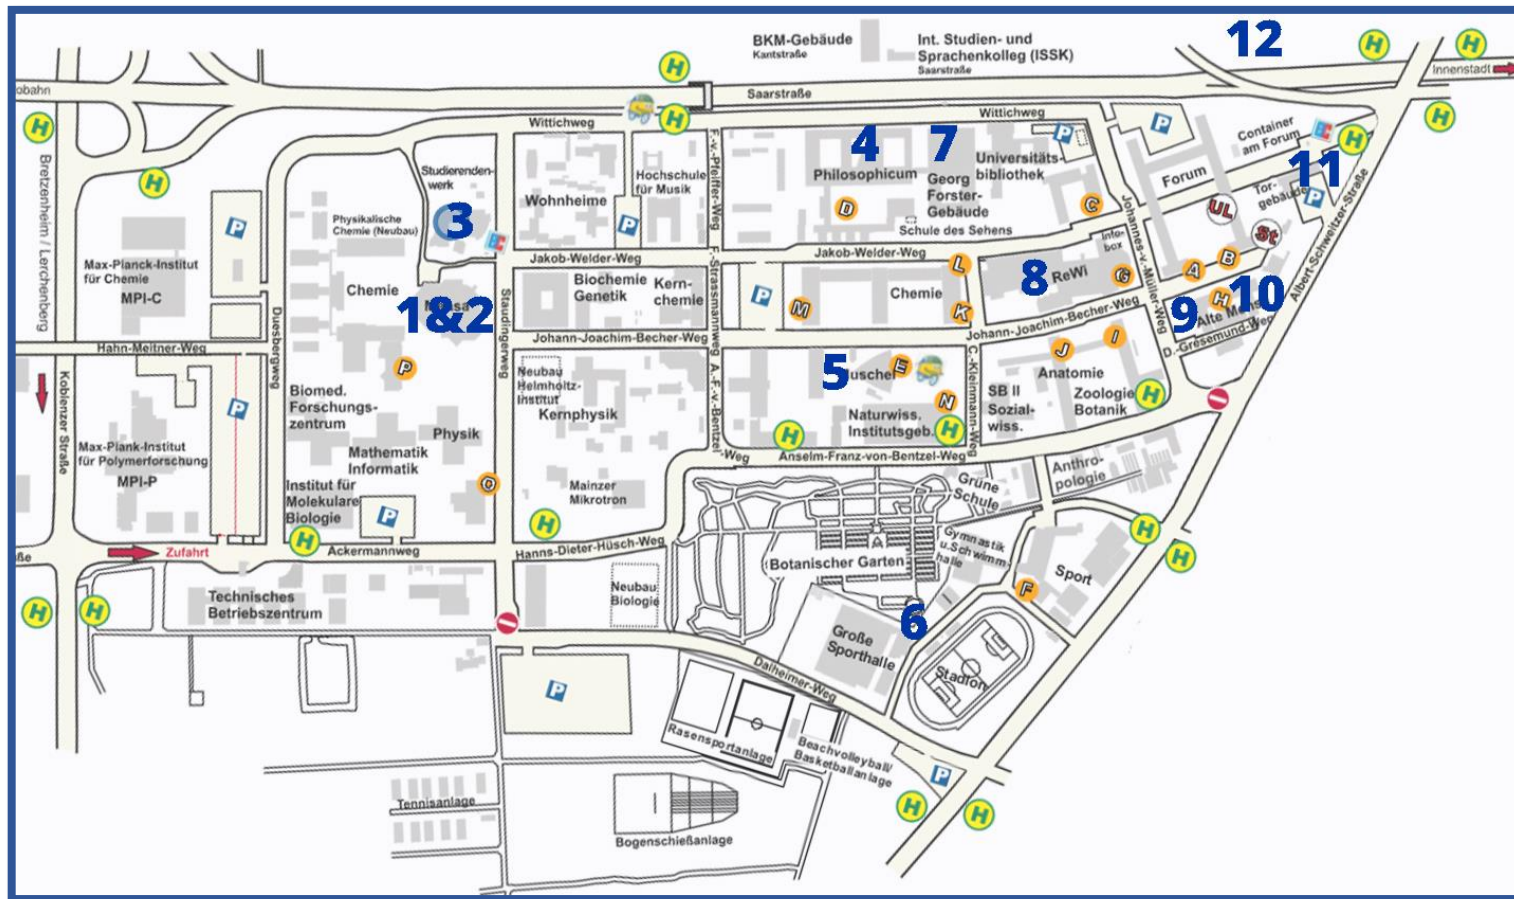 12
BKM-Gebäude
Kantstraße
Int. Studien- und
Sprachenkolleg (ISSK)
Saarstraße
H
H
H
obahn
Innenstadt
Saarstraße
H
H
H
H
H
H
Bretzenheim / Lerchenberg
Wittichweg
Wittichweg
P
P
Container
am Forum
Studierenden-
werk
3
Hochschule
für Musik
Wohnheime
P
F.-v.-Pfeiffer-Weg
4
Philosophicum
D
7
Georg
Forster-
Gebäude
Universitäts-
bibliothek
Schule des Sehens
C
Forum
11
Tor-
gebäude
P
UL
St
P
Physikalische
Chemie (Neubau)
Jakob-Welder-Weg
Jakob-Welder-Weg
Info-
box
Johannes-v.-Müller-Weg
A
B
Albert-Schweitzer-Straße
Max-Planck-Institut
für Chemie
MPI-C
Chemie
1&2
Biochemie
Genetik
Kern-
chemie
F.-Strassmannweg
P
M
Chemie
L
K
8
ReWi
G
9
H
10
Alte Mensa
D.-Gresemund-Weg
Duesbergweg
Staudingerweg
Johann-Joachim-Becher-Weg
Johann-Joachim-Becher-Weg
Hahn-Meitner-Weg
Koblenzer Straße
P
P
Biomed.
Forschungs-
zentrum
Neubau
Helmholtz-
Institut
Kernphysik
A.-F.-v.-Bentzel-
-Weg
5
Muschel
E
N
Naturwiss.
Institutsgeb.
H
H
C.-Kleinmann-Weg
J
I
Anatomie
SB II
Sozial-
wiss.
Zoologie
Botanik
H
Max-Plank-Institut
für Polymerforschung
MPI-P
Physik
Mathematik
Informatik
Institut für
Molekulare
Biologie
O
P
H
Mainzer
Mikrotron
H
Anselm-Franz-von-Bentzel-Weg
Grüne
Schule
Anthro-
pologie
H
H
ße
Zufahrt
Ackermannweg
Hanns-Dieter-Hüsch-Weg
Botanischer Garten
Gymnastik
u.Schwimm-
halle
Sport
F
H
H
Technisches
Betriebszentrum
Neubau
Biologie
6
Große
Sporthalle
Stadion
Dalheimer-Weg
P
Rasensportanlage
Beachvolleyball/
Basketballanlage
P
H
H
Tennisanlage
Bogenschießanlage